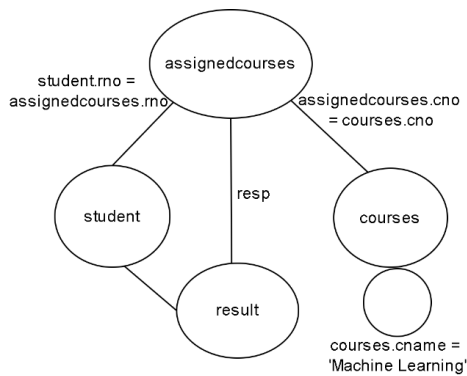 assignedcourses
student.rno =
assignedcourses.rno
assignedcourses.cno
= courses.cno
resp
student
courses
result
courses.cname =
'Machine Learning'